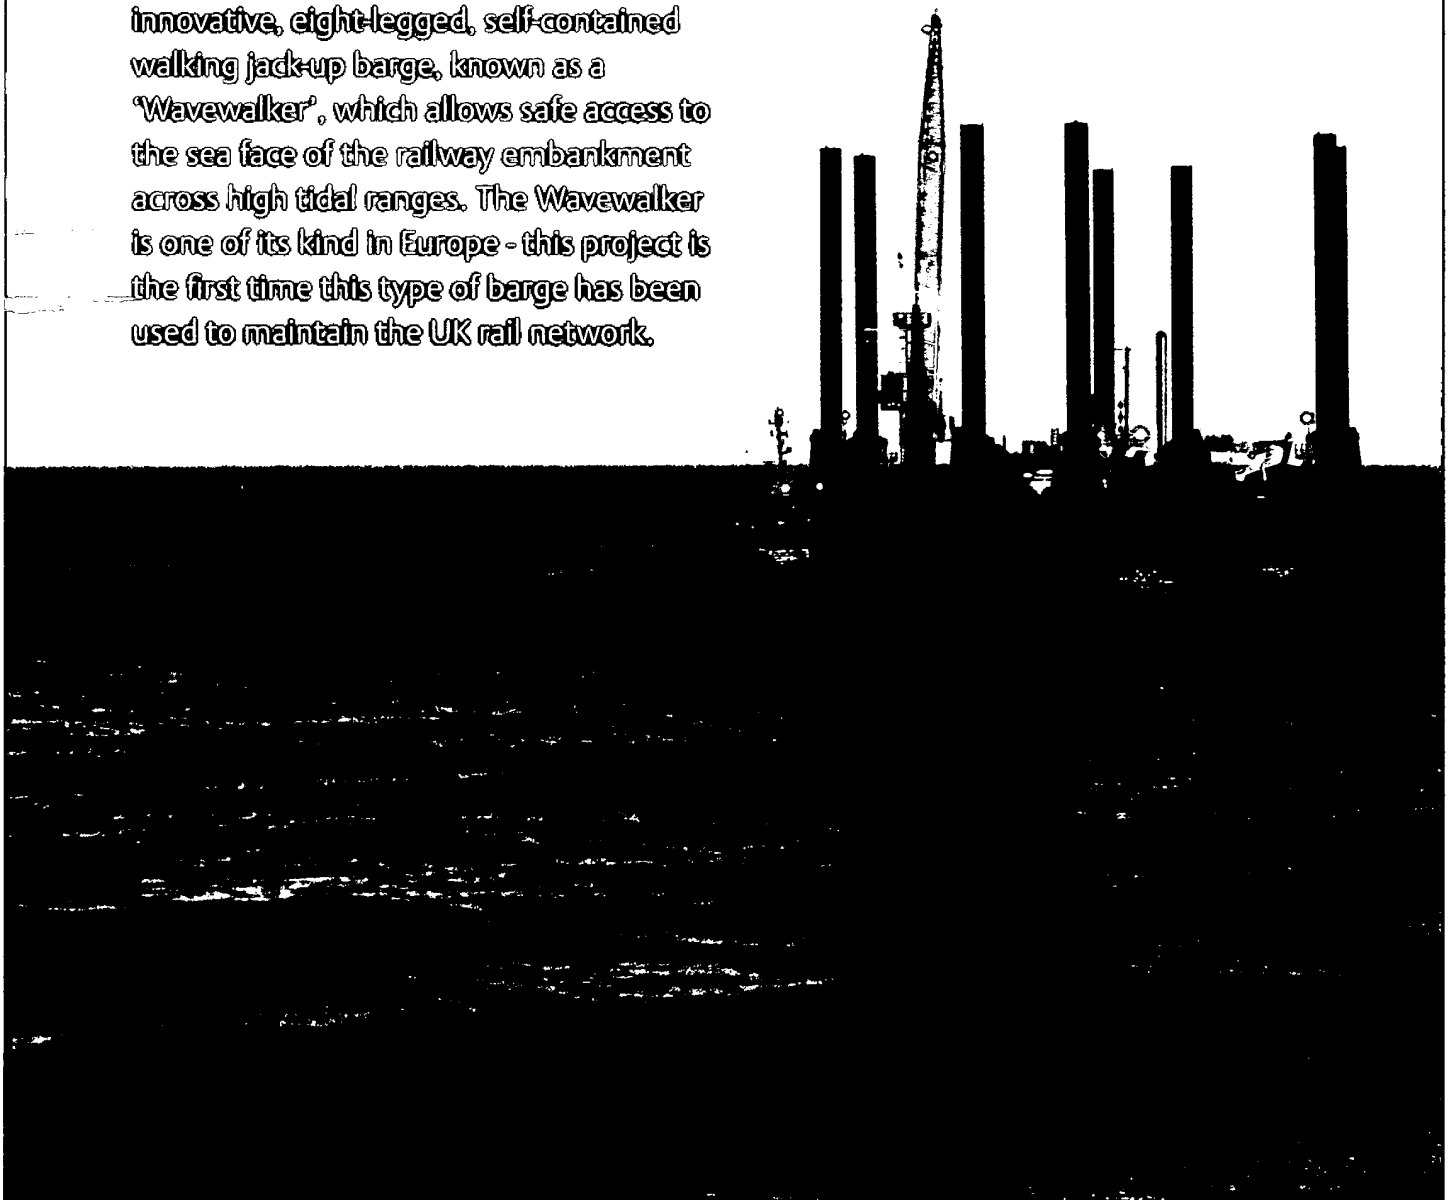 innovative, eight-legged, self-contained
walking jack-up barge, known as a
‘Wavewalker’, which allows safe access to
the sea face of the railway embankment
across high tidal ranges. The Wavewalker
is one of its kind in Europe - this project is
the first time this type of barge has been
used to maintain the UK rail network.